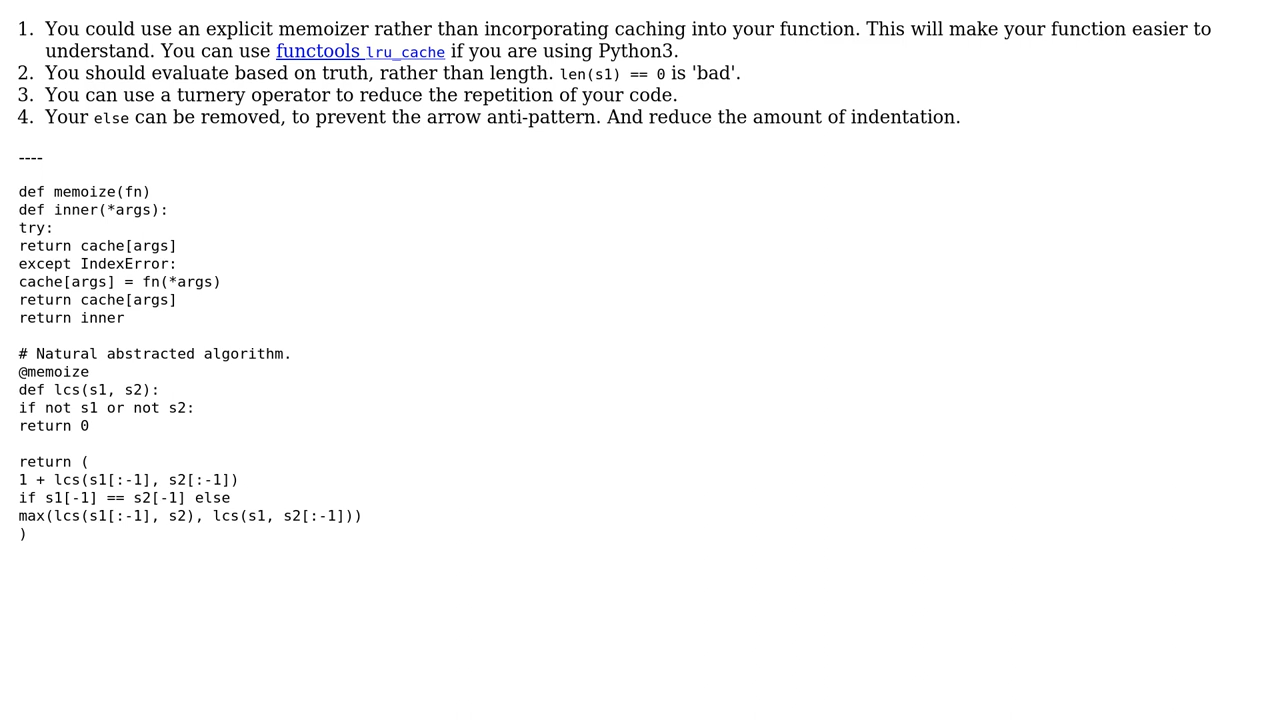 1. You could use an explicit memoizer rather than incorporating caching into your function. This will make your function easier to
understand. You can use functools lru_cache if you are using Python3.
2. You should evaluate based on truth, rather than length. len(s1) == 0 is 'bad'.
3. You can use a turnery operator to reduce the repetition of your code.
4. Your else can be removed, to prevent the arrow anti-pattern. And reduce the amount of indentation.
----
def memoize(fn)
def inner(*args):
try:
return cache[args]
except IndexError:
cache[args] = fn(*args)
return cache[args]
return inner
# Natural abstracted algorithm.
@memoize
def lcs(s1, s2):
if not s1 or not s2:
return 0
return (
1 + lcs(s1[:-1], s2[:-1])
if s1[-1] == s2[-1] else
max(lcs(s1[:-1], s2), lcs(s1, s2[:-1]))
)